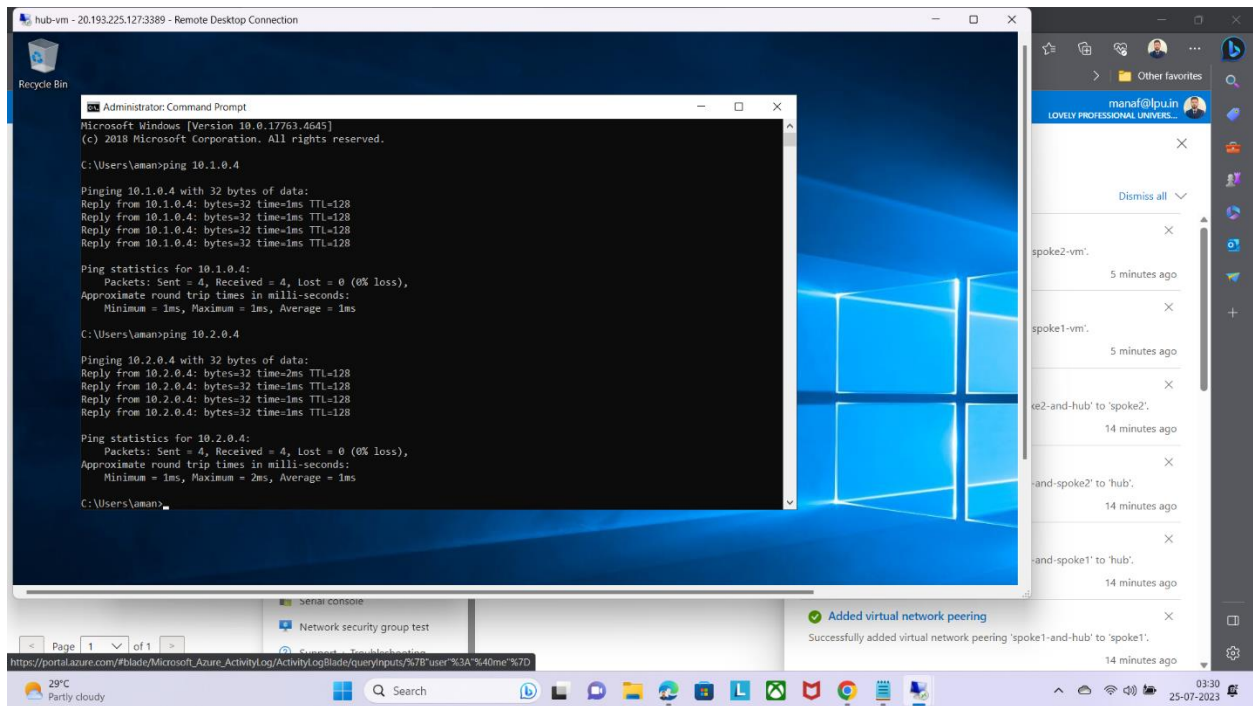 hub-vm - 20.193.225.127:3389 - Remote Desktop Connection
Recycle Bin
Administrator: Command Prompt
Microsoft Windows [Version 10.0.17763.4645]
(c) 2018 Microsoft Corporation. All rights reserved.
C:\Users\aman>ping 10.1.0.4
Pinging 10.1.0.4 with 32 bytes of data:
Reply from 10.1.0.4: bytes=32 time=1ms TTL=128
Reply from 10.1.0.4: bytes=32 time=1ms TTL=128
Reply from 10.1.0.4: bytes=32 time=1ms TTL=128
Reply from 10.1.0.4: bytes=32 time=1ms TTL=128
Ping statistics for 10.1.0.4:
Packets: Sent = 4, Received = 4, Lost = 0 (0% loss),
Approximate round trip times in milli-seconds:
Minimum = 1ms, Maximum = 1ms, Average = 1ms
C:\Users\aman>ping 10.2.0.4
Pinging 10.2.0.4 with 32 bytes of data:
Reply from 10.2.0.4: bytes=32 time=2ms TTL=128
Reply from 10.2.0.4: bytes=32 time=1ms TTL=128
Reply from 10.2.0.4: bytes=32 time=1ms TTL=128
Reply from 10.2.0.4: bytes=32 time=1ms TTL=128
Ping statistics for 10.2.0.4:
Packets: Sent = 4, Received = 4, Lost = 0 (0% loss),
Approximate round trip times in milli-seconds:
Minimum = 1ms, Maximum = 2ms, Average = 1ms
C:\Users\aman>
Other favorites
manaf@lpu.in
LOVELY PROFESSIONAL UNIVERS...
Dismiss all
spoke2-vm'.
5 minutes ago
spoke1-vm'.
5 minutes ago
ke2-and-hub' to 'spoke2'.
14 minutes ago
-and-spoke2' to 'hub'.
14 minutes ago
-and-spoke1' to 'hub'.
14 minutes ago
Added virtual network peering
Successfully added virtual network peering 'spoke1-and-hub' to 'spoke1'.
14 minutes ago
Serial console
Network security group test
Support + Troubleshooting
< Page 1 of 1 >
https://portal.azure.com/#blade/Microsoft_Azure_ActivityLog/ActivityLogBlade/queryInputs/%7B"user"%3A"%40me"%7D
29°C
Partly cloudy
Search
03:30
25-07-2023